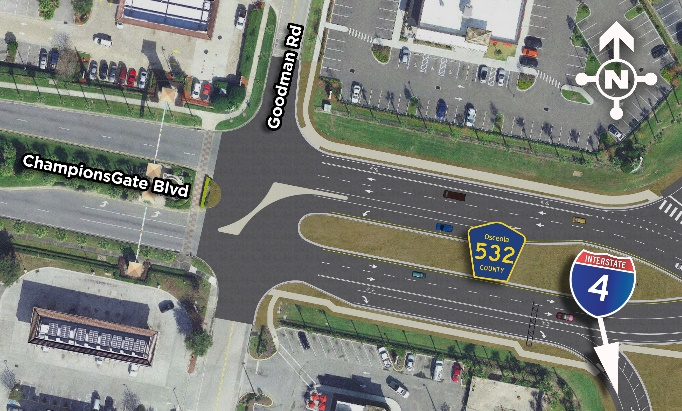 Goodman Rd
N
ChampionsGate Blvd
Osceola
532
COUNTY
INTERSTATE
4